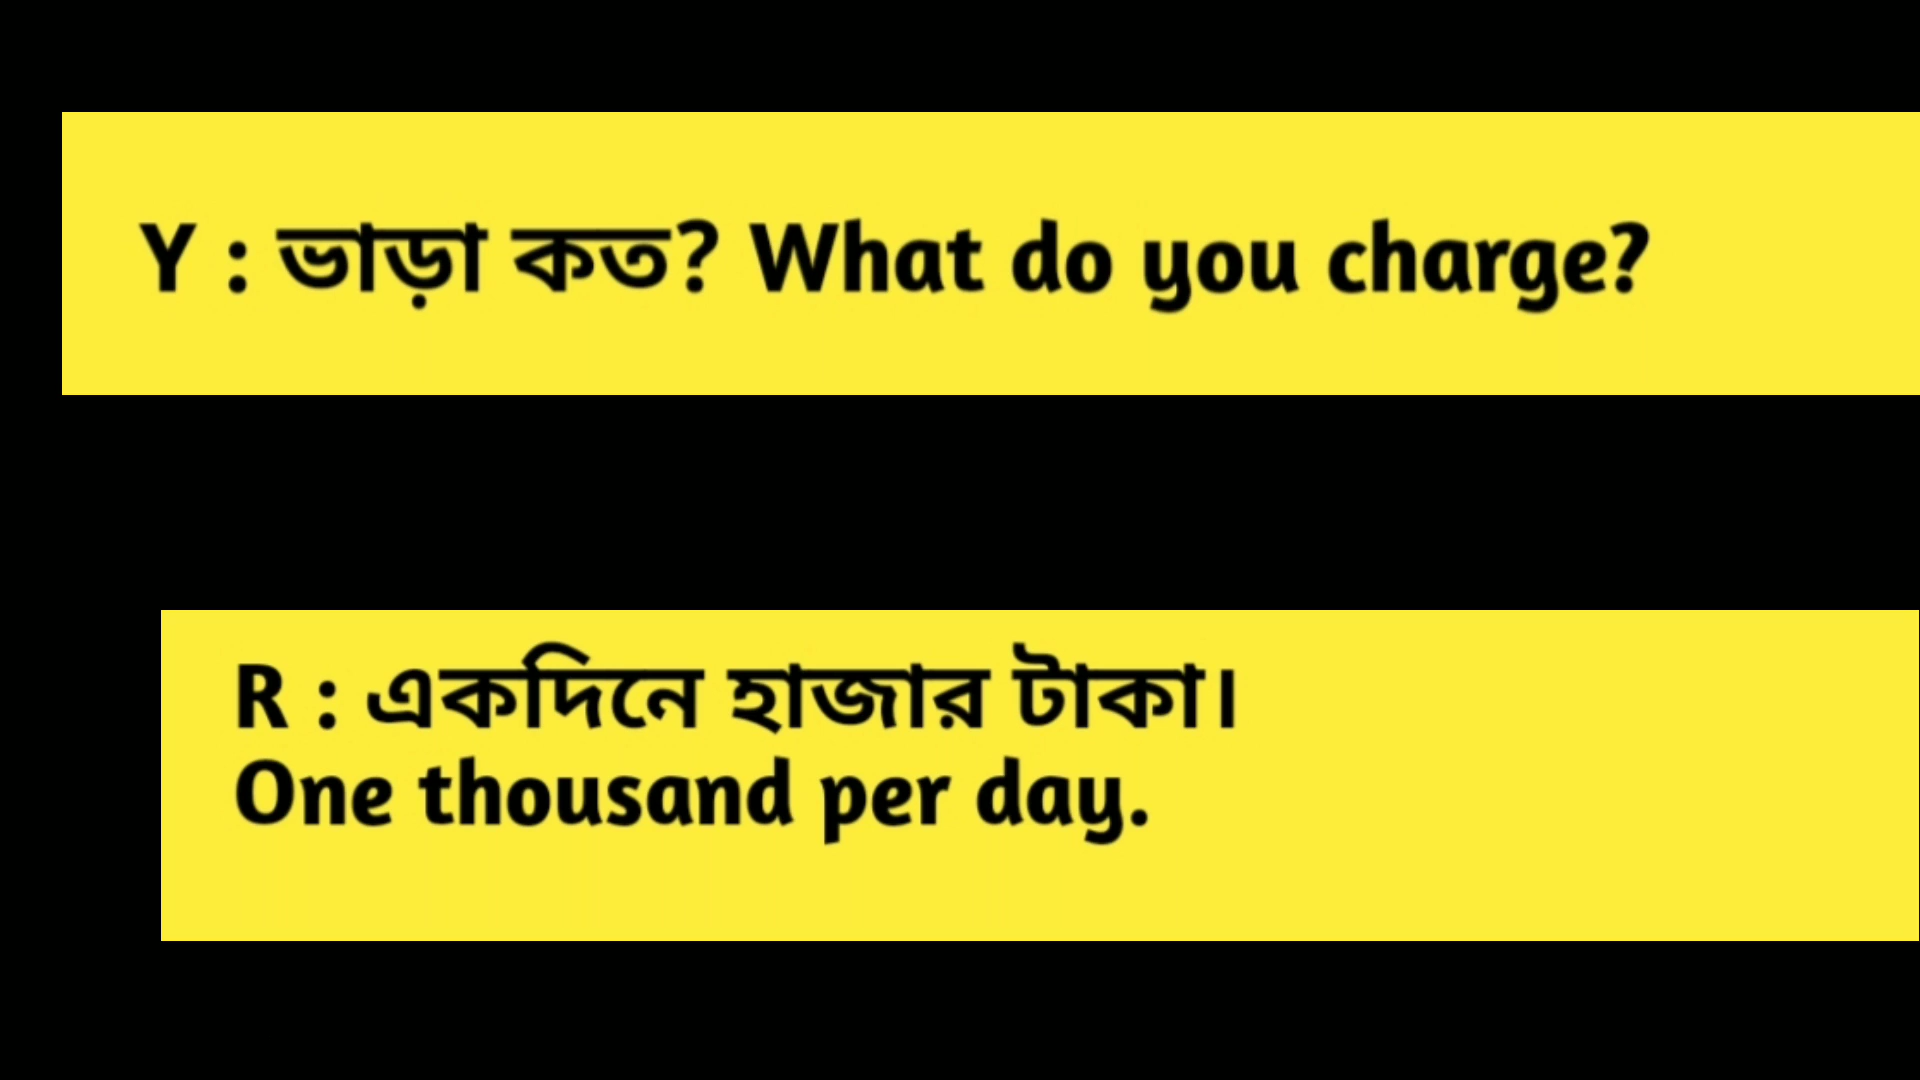 Y : ভাড়া কত? What do you charge?
R : একদিনে হাজার টাকা।
One thousand per day.